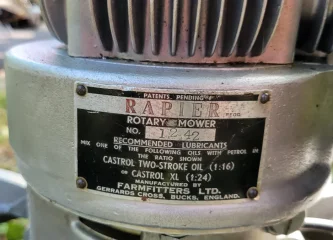 PATENTS PENDING
RAPIER
ROTARY MOWER
NO. 1242
RECOMMENDED LUBRICANTS
MIX ONE OF THE FOLLOWING OILS WITH PETROL IN
THE RATIO SHOWN
CASTROL TWO-STROKE OIL (1:16)
OR CASTROL XL (1:24)
MANUFACTURED BY
FARMFITTERS LTD.
GERRARDS CROSS, BUCKS, ENGLAND.